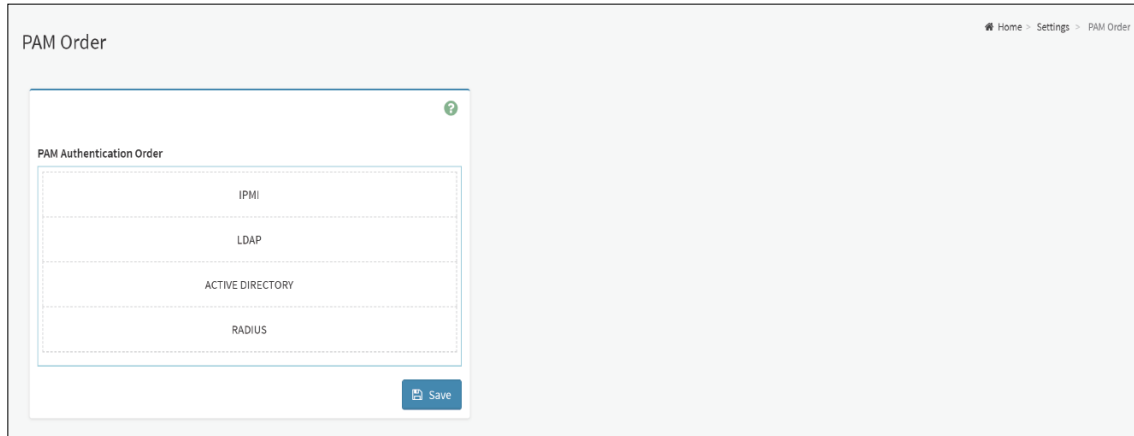 Home > Settings > PAM Order
PAM Order
PAM Authentication Order
IPMI
LDAP
ACTIVE DIRECTORY
RADIUS
Save